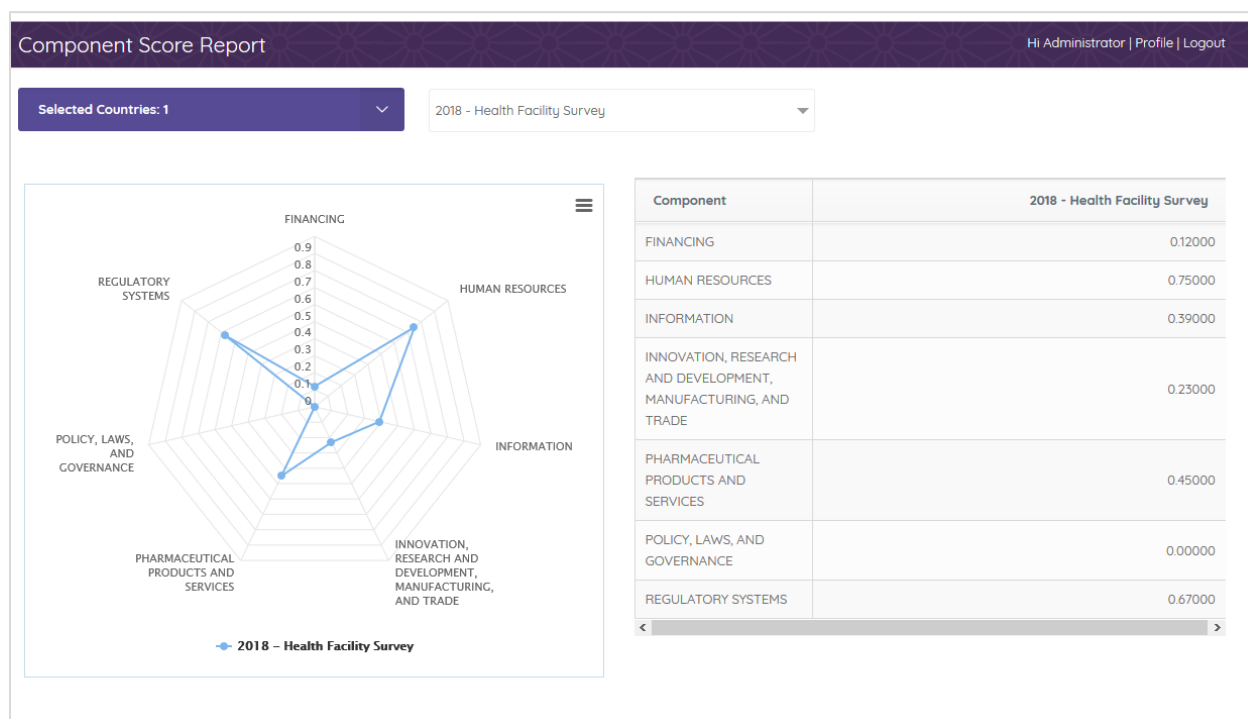 Component Score Report
Hi Administrator | Profile | Logout
Selected Countries: 1
2018 - Health Facility Survey
FINANCING
0.9
0.8
0.7
0.6
0.5
0.4
0.3
0.2
0.1
0
REGULATORY
SYSTEMS
HUMAN RESOURCES
POLICY, LAWS,
AND
GOVERNANCE
INFORMATION
PHARMACEUTICAL
PRODUCTS AND
SERVICES
INNOVATION,
RESEARCH AND
DEVELOPMENT,
MANUFACTURING,
AND TRADE
2018 – Health Facility Survey
Component
2018 - Health Facility Survey
FINANCING
0.12000
HUMAN RESOURCES
0.75000
INFORMATION
0.39000
INNOVATION, RESEARCH
AND DEVELOPMENT,
MANUFACTURING, AND
TRADE
0.23000
PHARMACEUTICAL
PRODUCTS AND
SERVICES
0.45000
POLICY, LAWS, AND
GOVERNANCE
0.00000
REGULATORY SYSTEMS
0.67000